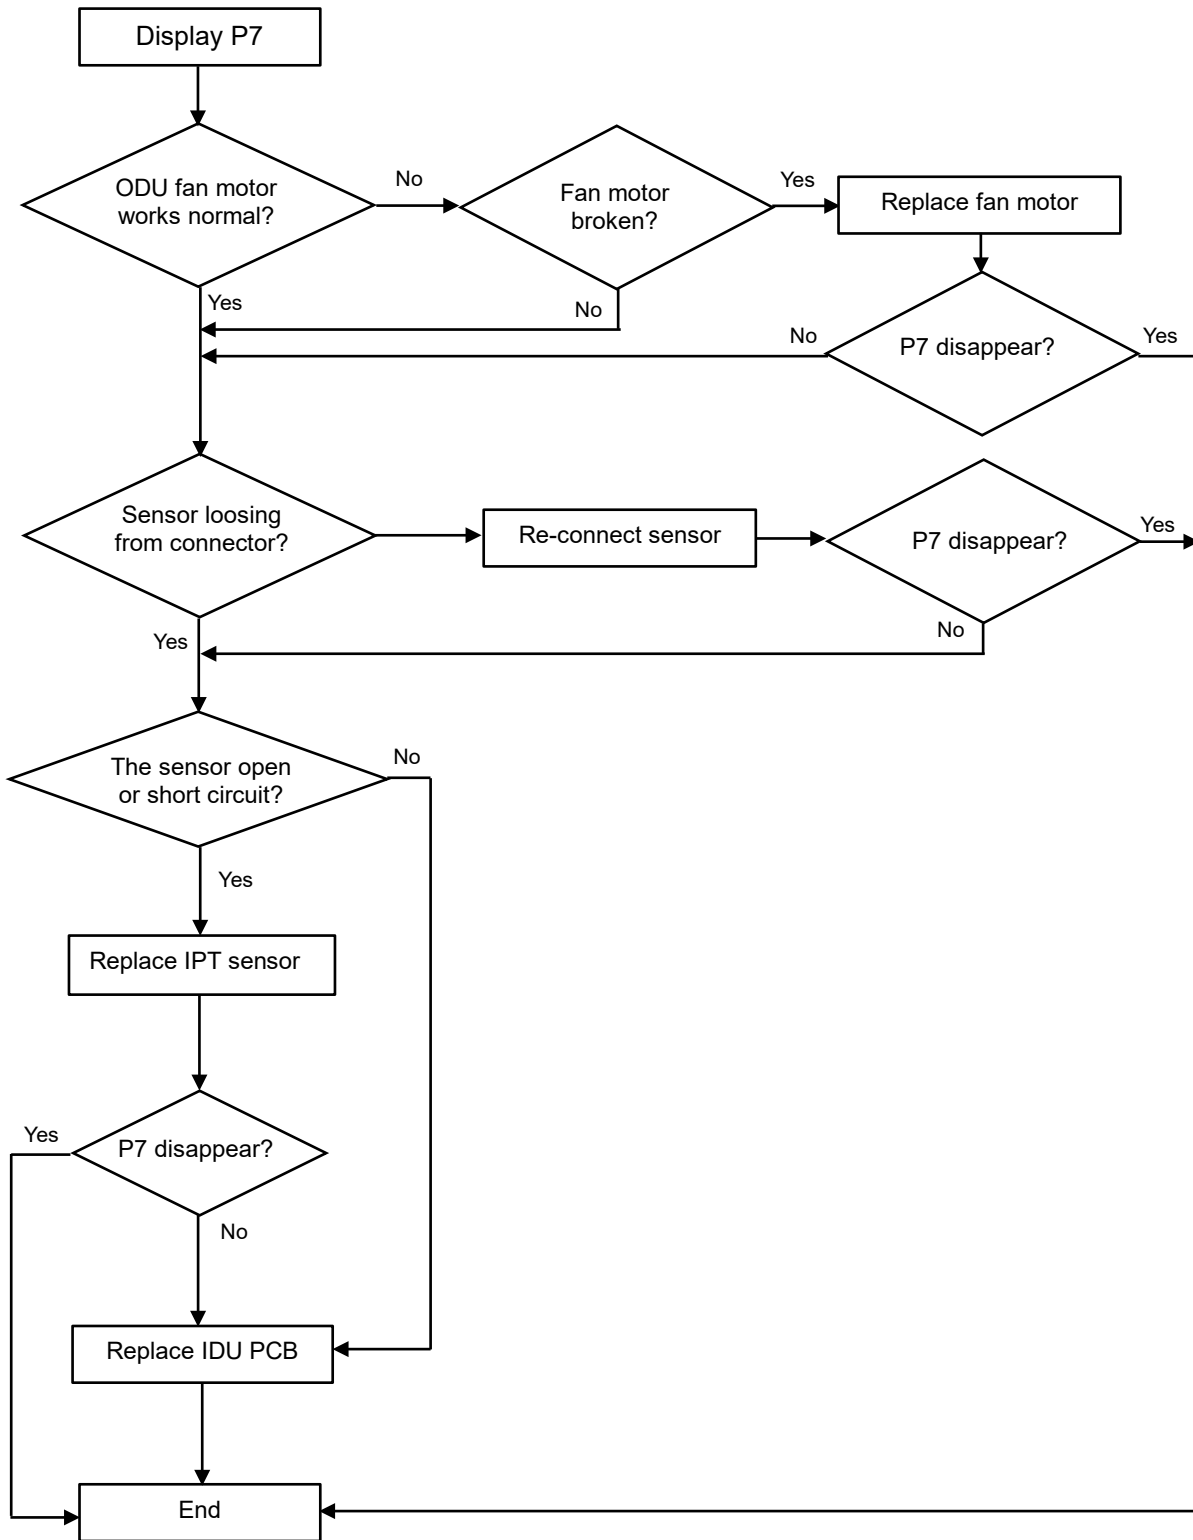 Display P7
ODU fan motor
works normal?
No
Fan motor
broken?
Yes
Replace fan motor
Yes
No
No
P7 disappear?
Yes
Sensor loosing
from connector?
Re-connect sensor
P7 disappear?
Yes
Yes
No
The sensor open
or short circuit?
No
Yes
Replace IPT sensor
Yes
P7 disappear?
No
Replace IDU PCB
End